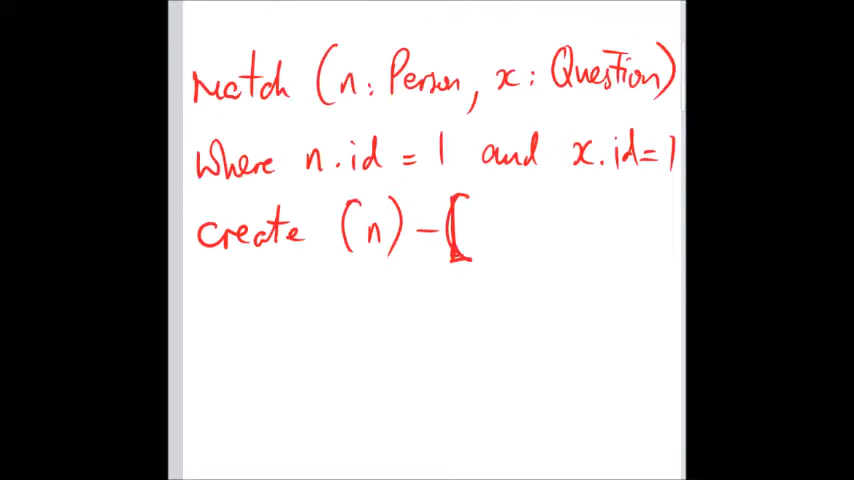 Match (n: Person, x: Question)
where n.id = 1 and x.id=1
create (n) -[